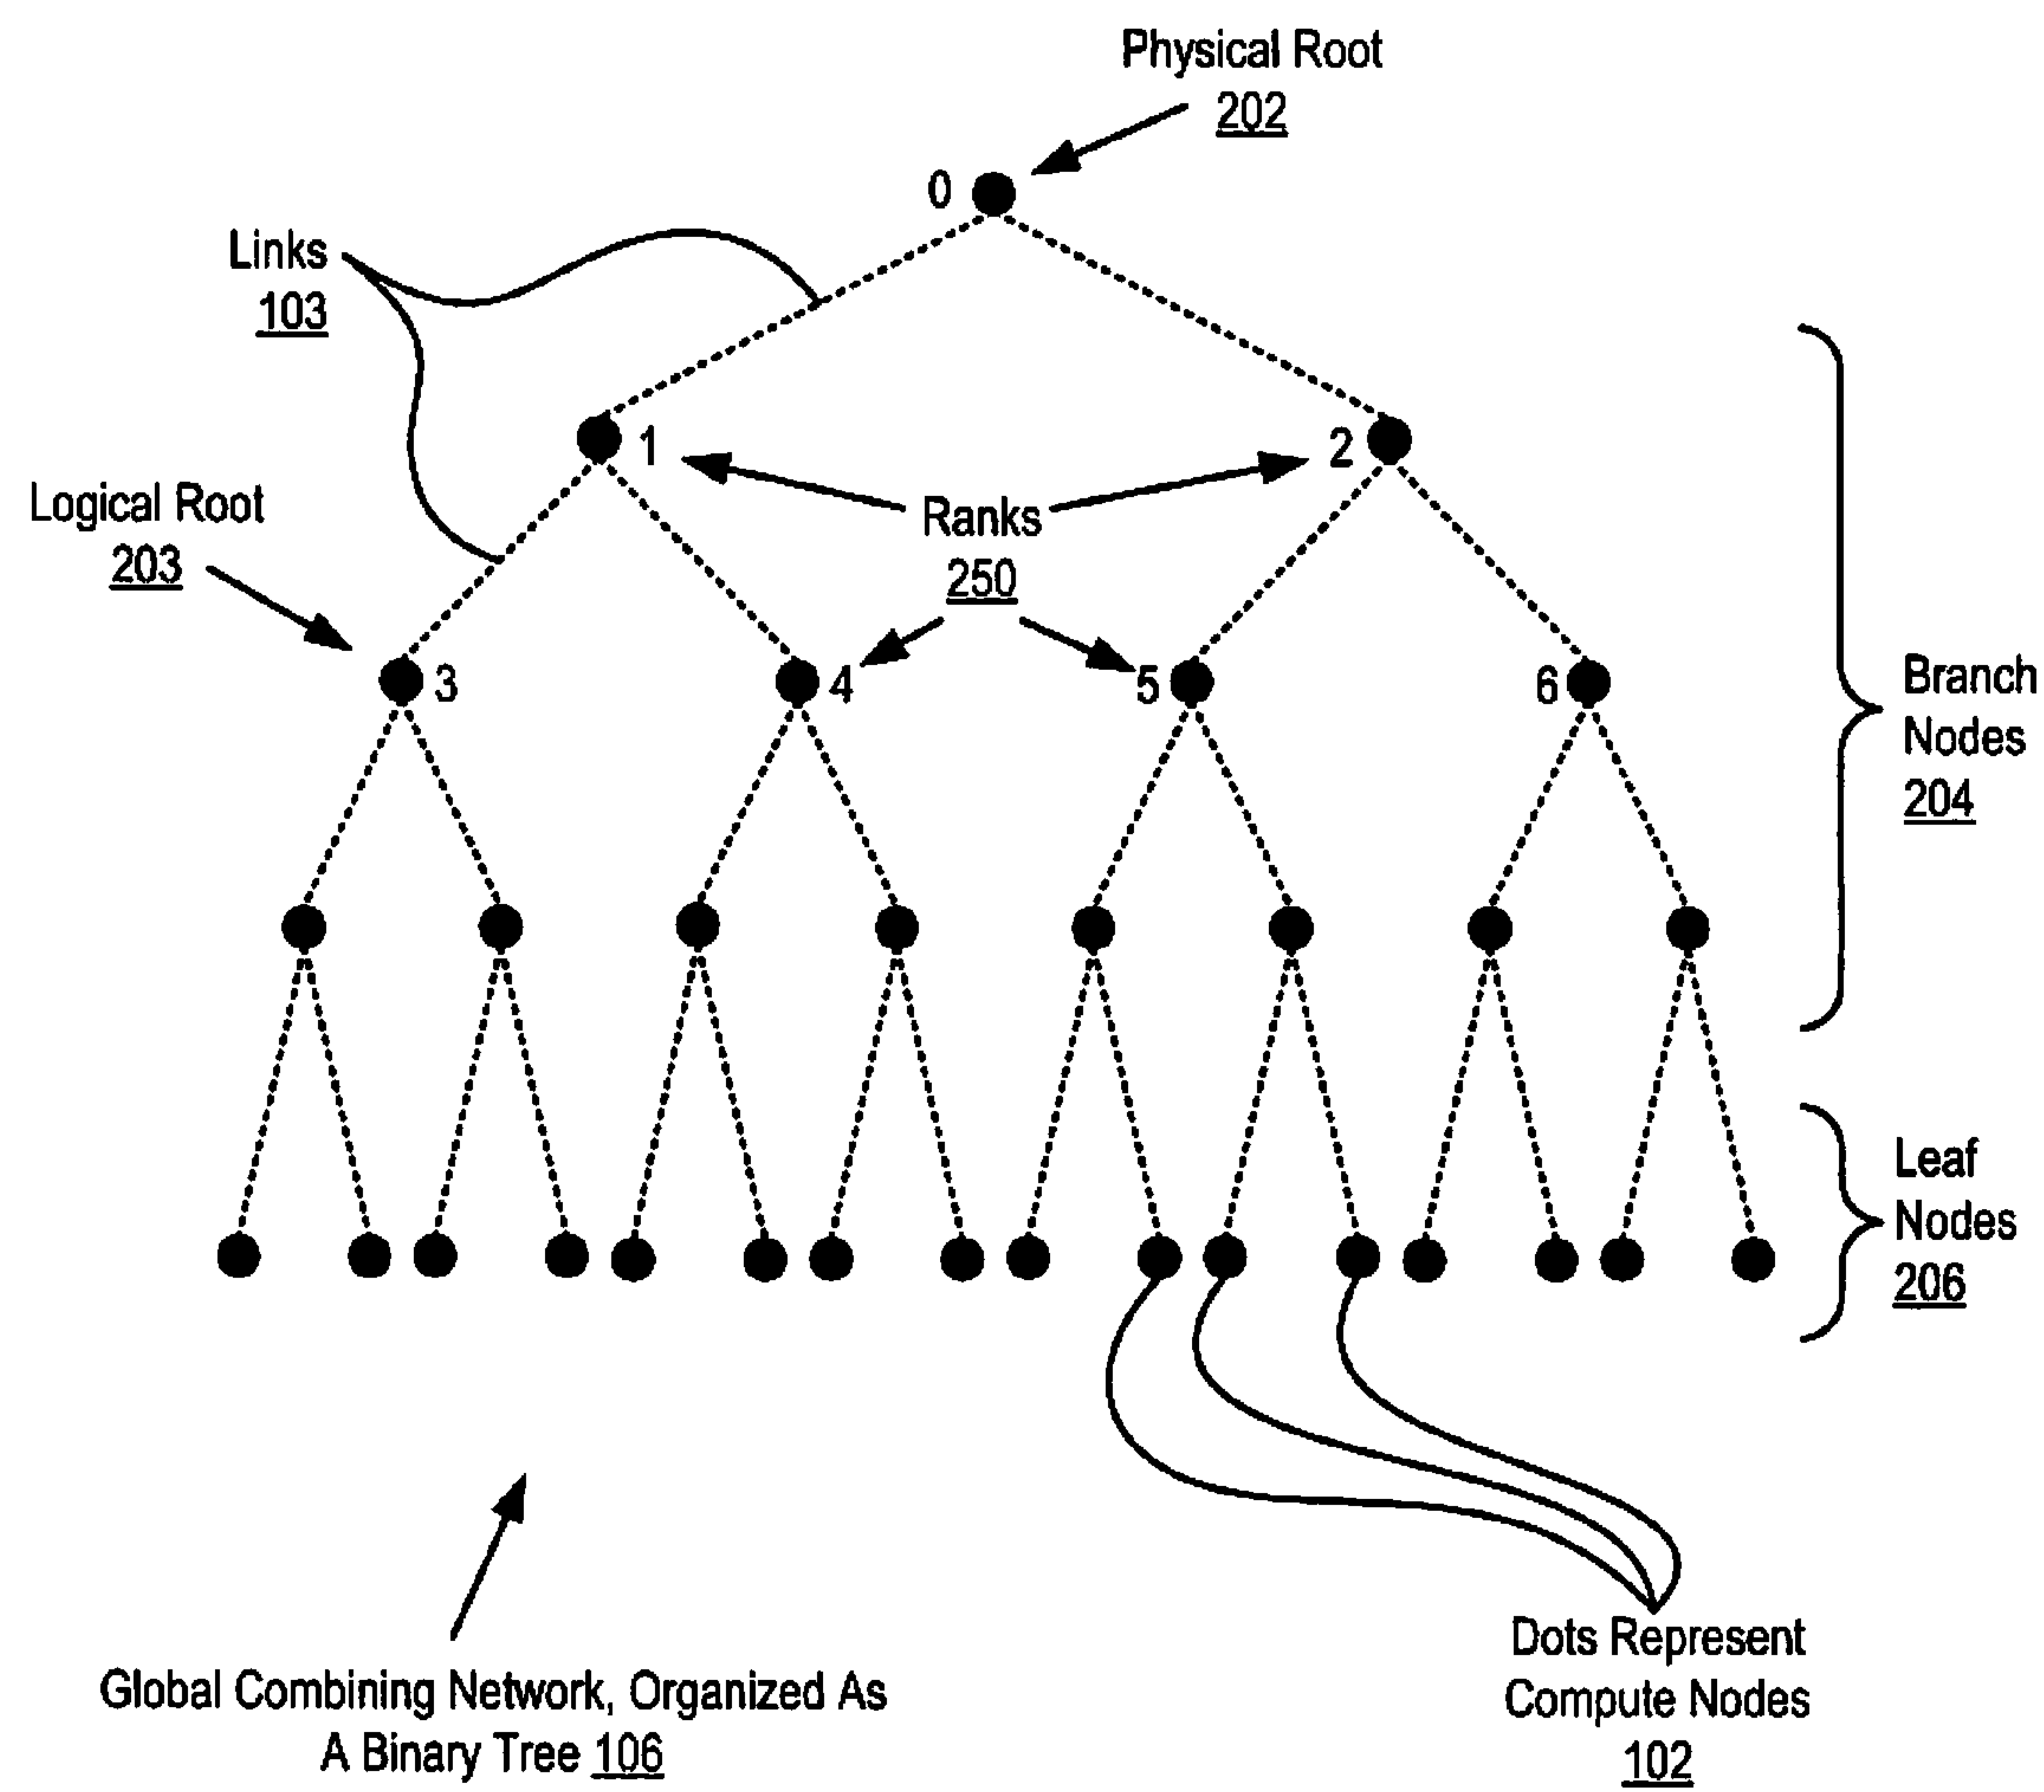 Physical Root
202
0
Links
103
1
2
Logical Root
203
Ranks
250
3
4
5
6
Branch
Nodes
204
Leaf
Nodes
206
Dots Represent
Compute Nodes
102
Global Combining Network, Organized As
A Binary Tree 106